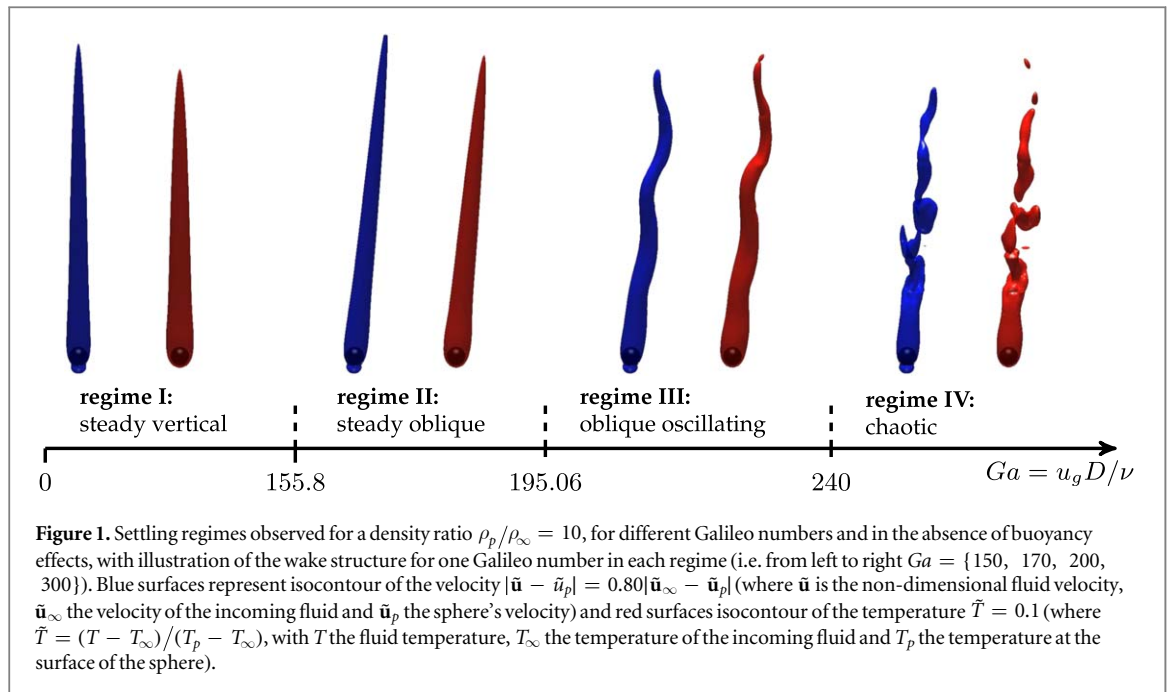 regime I:
steady vertical
regime II:
steady oblique
regime III:
oblique oscillating
regime IV:
chaotic
0
155.8
195.06
240
Ga = u_g D/ν
Figure 1. Settling regimes observed for a density ratio ρ_p/ρ_∞ = 10, for different Galileo numbers and in the absence of buoyancy
effects, with illustration of the wake structure for one Galileo number in each regime (i.e. from left to right Ga = {150, 170, 200,
300}). Blue surfaces represent isocontour of the velocity |ũ − ũ_p| = 0.80|ũ_∞ − ũ_p| (where ũ is the non-dimensional fluid velocity,
ũ_∞ the velocity of the incoming fluid and ũ_p the sphere's velocity) and red surfaces isocontour of the temperature T̃ = 0.1 (where
T̃ = (T − T_∞)/(T_p − T_∞), with T the fluid temperature, T_∞ the temperature of the incoming fluid and T_p the temperature at the
surface of the sphere).